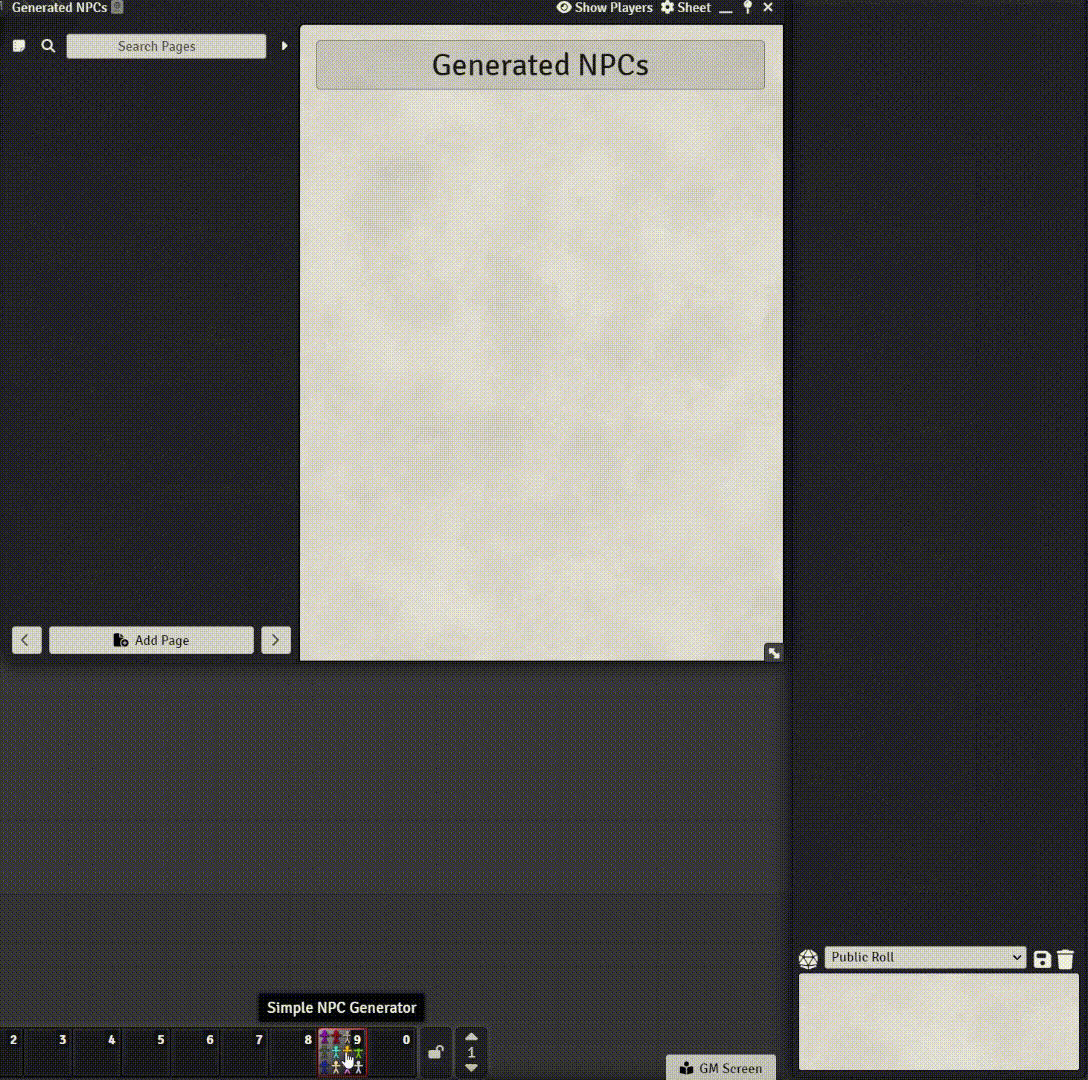 Generated NPCs
Show Players
Sheet
Search Pages
Generated NPCs
Add Page
Public Roll
Simple NPC Generator
2 3 4 5 6 7 8 9 0
1
GM Screen